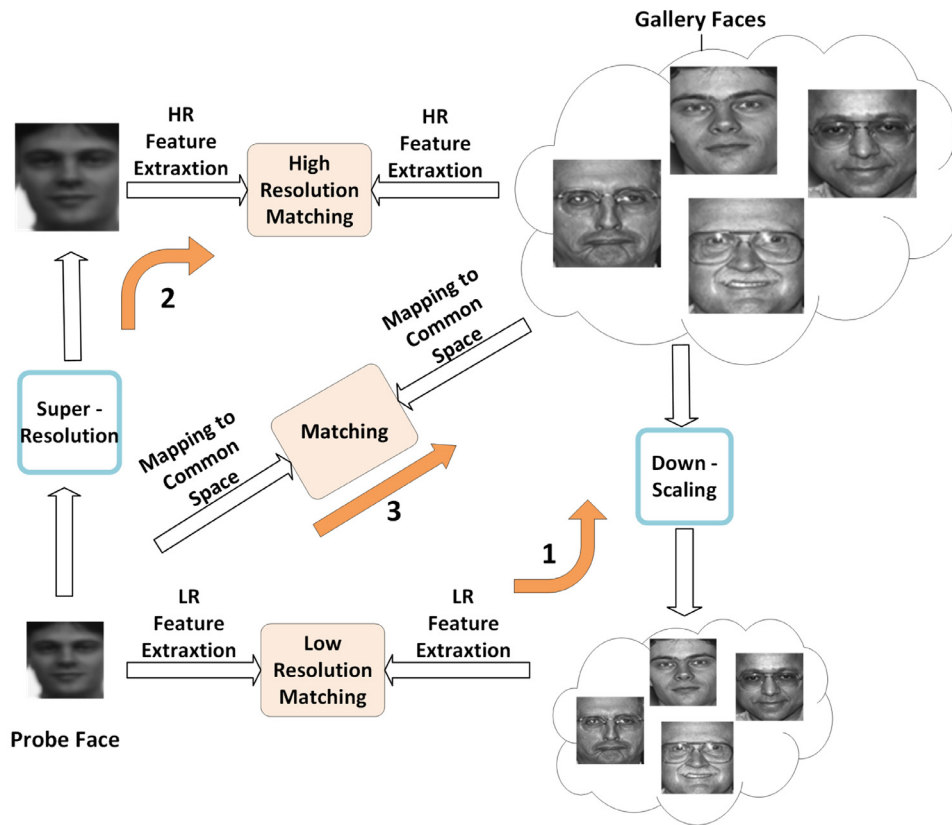 Gallery Faces
HR
Feature
Extraxtion
High
Resolution
Matching
HR
Feature
Extraxtion
2
Mapping to
Common
Space
Super -
Resolution
Mapping to
Common
Space
Matching
3
Down -
Scaling
1
LR
Feature
Extraxtion
Low
Resolution
Matching
LR
Feature
Extraxtion
Probe Face